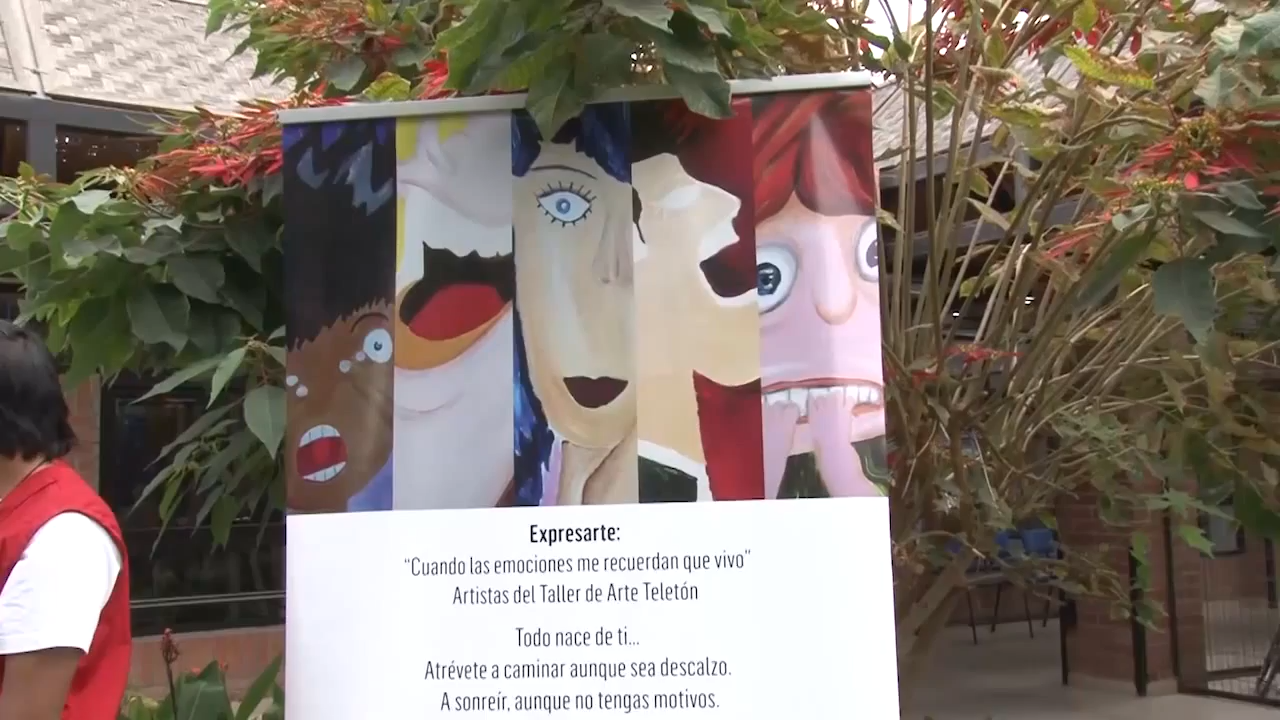 Expresarte:
“Cuando las emociones me recuerdan que vivo”
Artistas del Taller de Arte Teletón
Todo nace de ti...
Atrévete a caminar aunque sea descalzo.
A sonreír, aunque no tengas motivos.